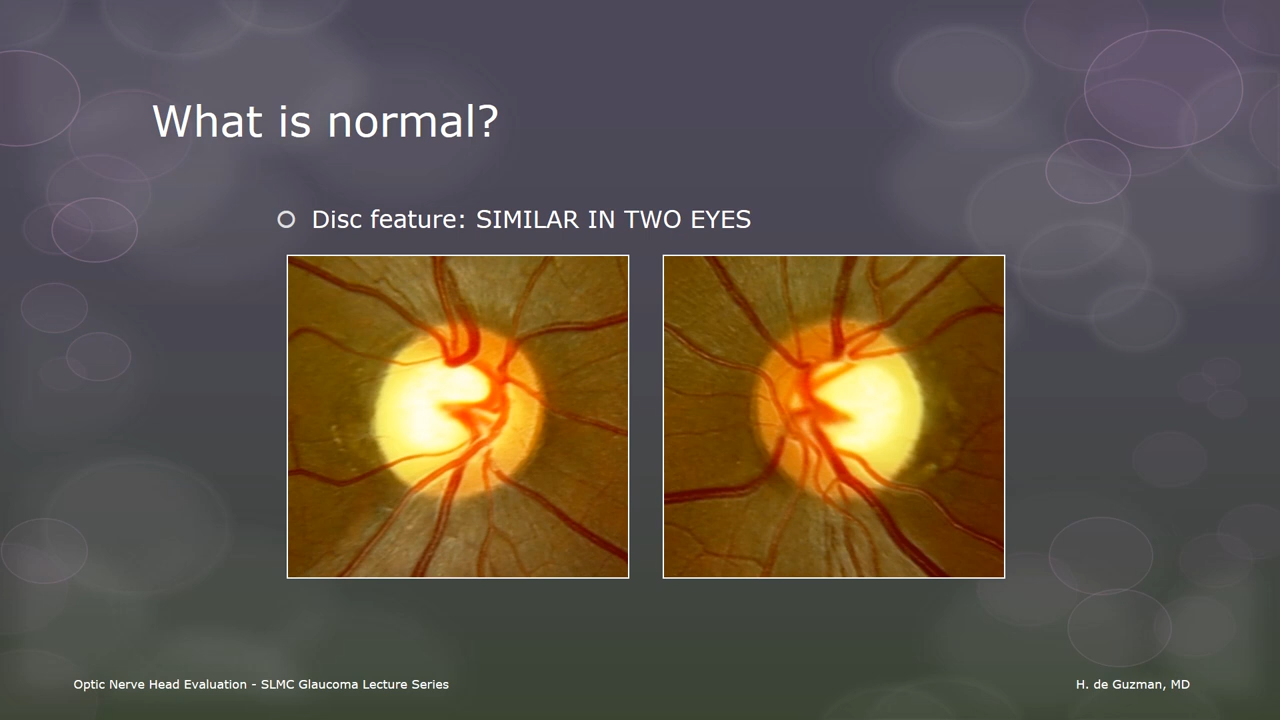 What is normal?
Disc feature: SIMILAR IN TWO EYES
Optic Nerve Head Evaluation - SLMC Glaucoma Lecture Series
H. de Guzman, MD